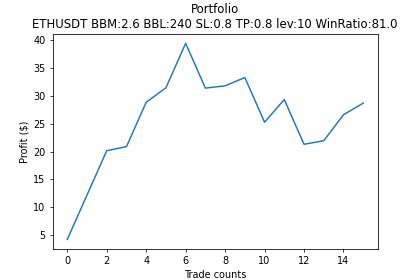 Portfolio
ETHUSDT BBM:2.6 BBL:240 SL:0.8 TP:0.8 lev:10 WinRatio:81.0
40
35
30
25
20
15
10
5
Profit ($)
0 2 4 6 8 10 12 14
Trade counts